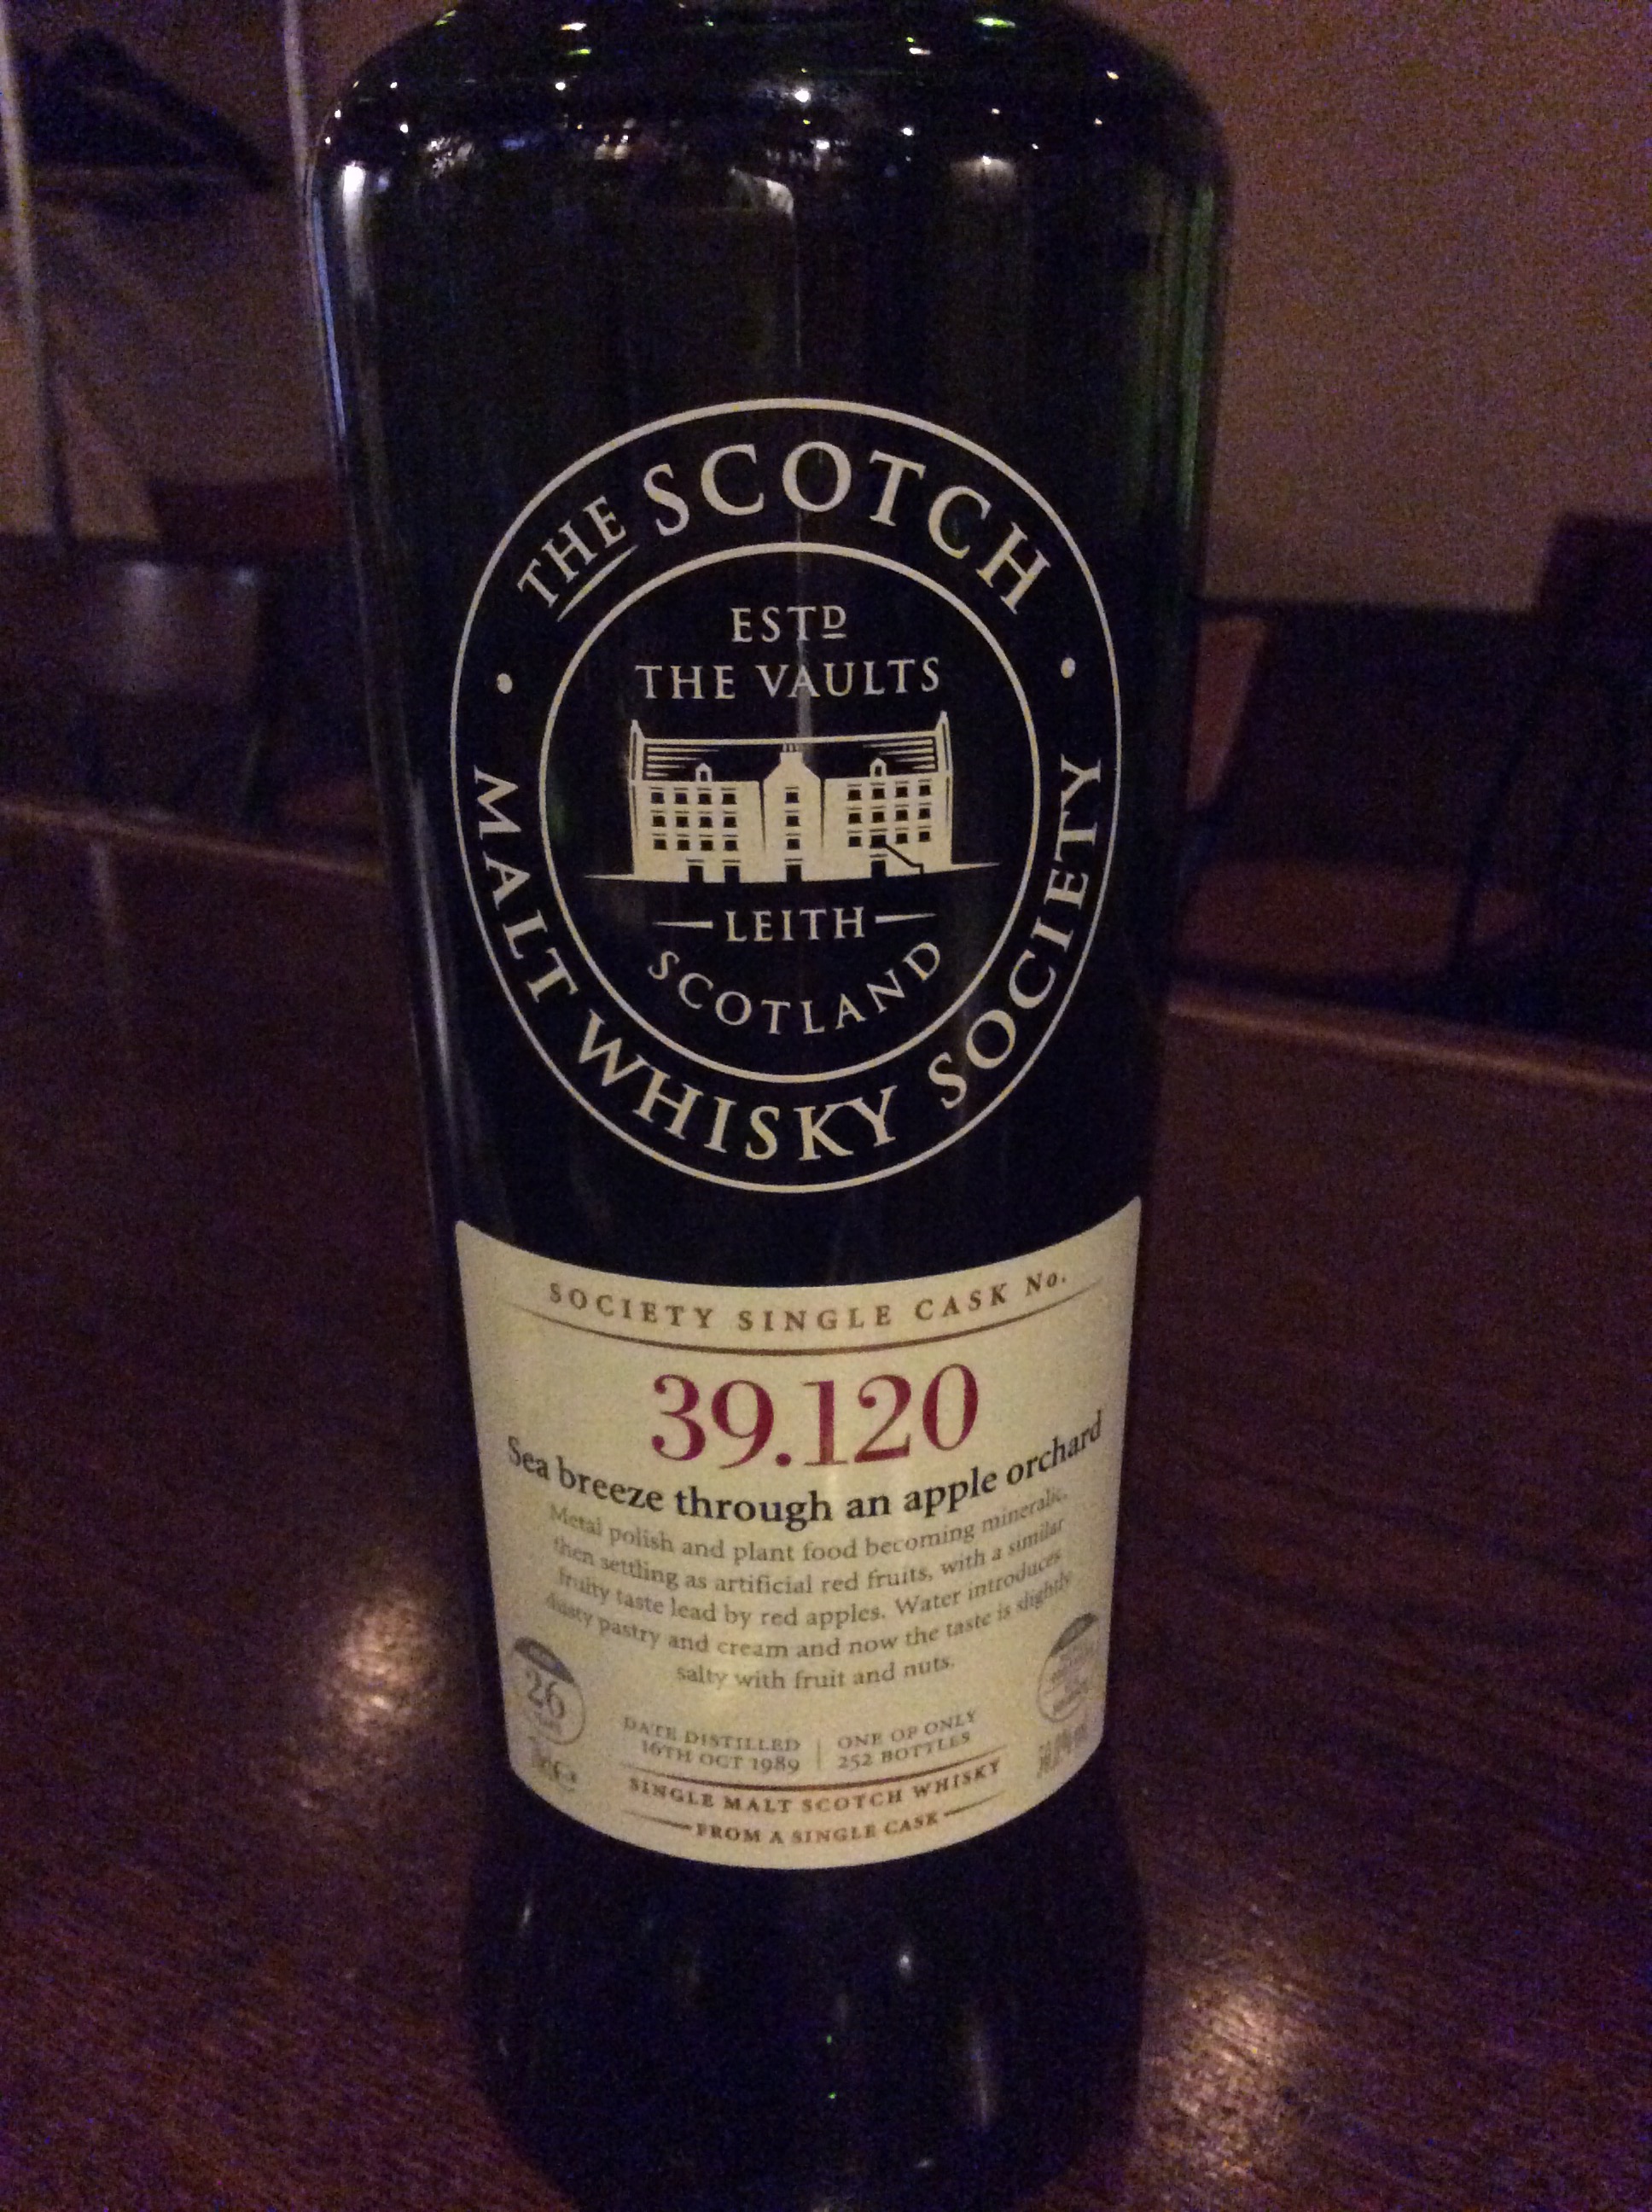 THE SCOTCH
ESTD
THE VAULTS
LEITH
SCOTLAND
MALT WHISKY SOCIETY
SOCIETY SINGLE CASK No.
39.120
Sea breeze through an apple orchard
Metal polish and plant food becoming mineralic,
then settling as artificial red fruits, with a similar
fruity taste lead by red apples. Water introduces
dusty pastry and cream and now the taste is slightly
salty with fruit and nuts.
26
DATE DISTILLED
16TH OCT 1989
ONE OF ONLY
252 BOTTLES
SINGLE MALT SCOTCH WHISKY
FROM A SINGLE CASK